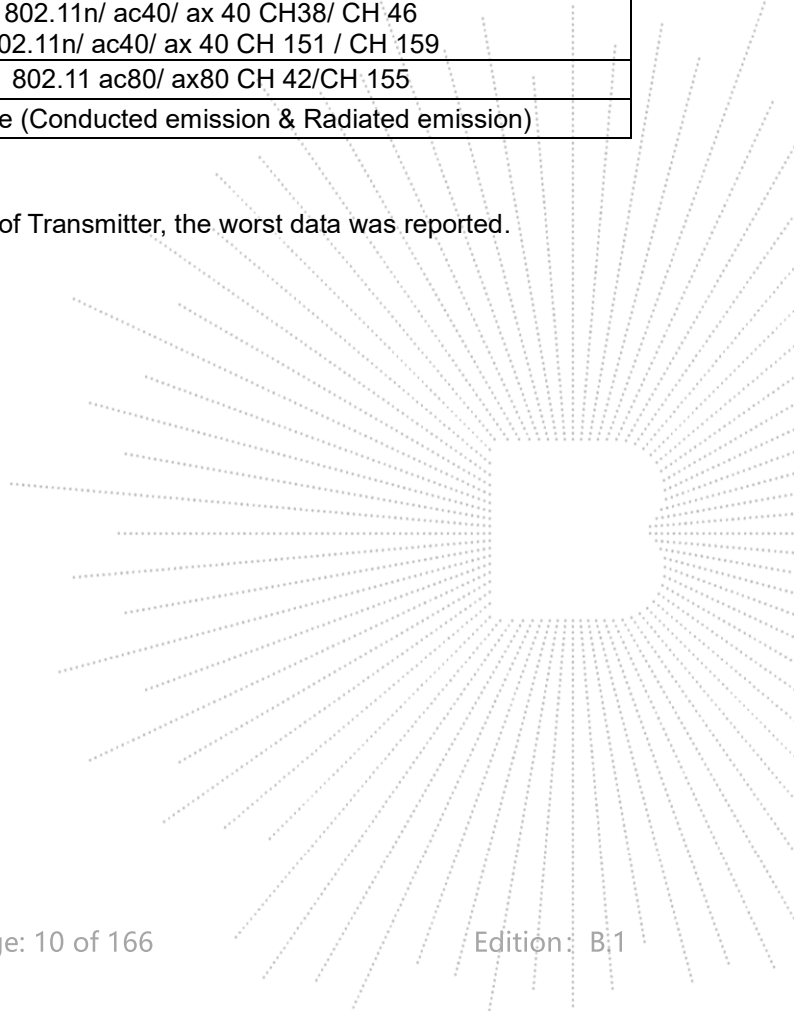 802.11n/ ac40/ ax 40 CH38/ CH 46
02.11n/ ac40/ ax 40 CH 151 / CH 159
802.11 ac80/ ax80 CH 42/CH 155
e (Conducted emission & Radiated emission)
of Transmitter, the worst data was reported.
ge: 10 of 166 Edition： B.1